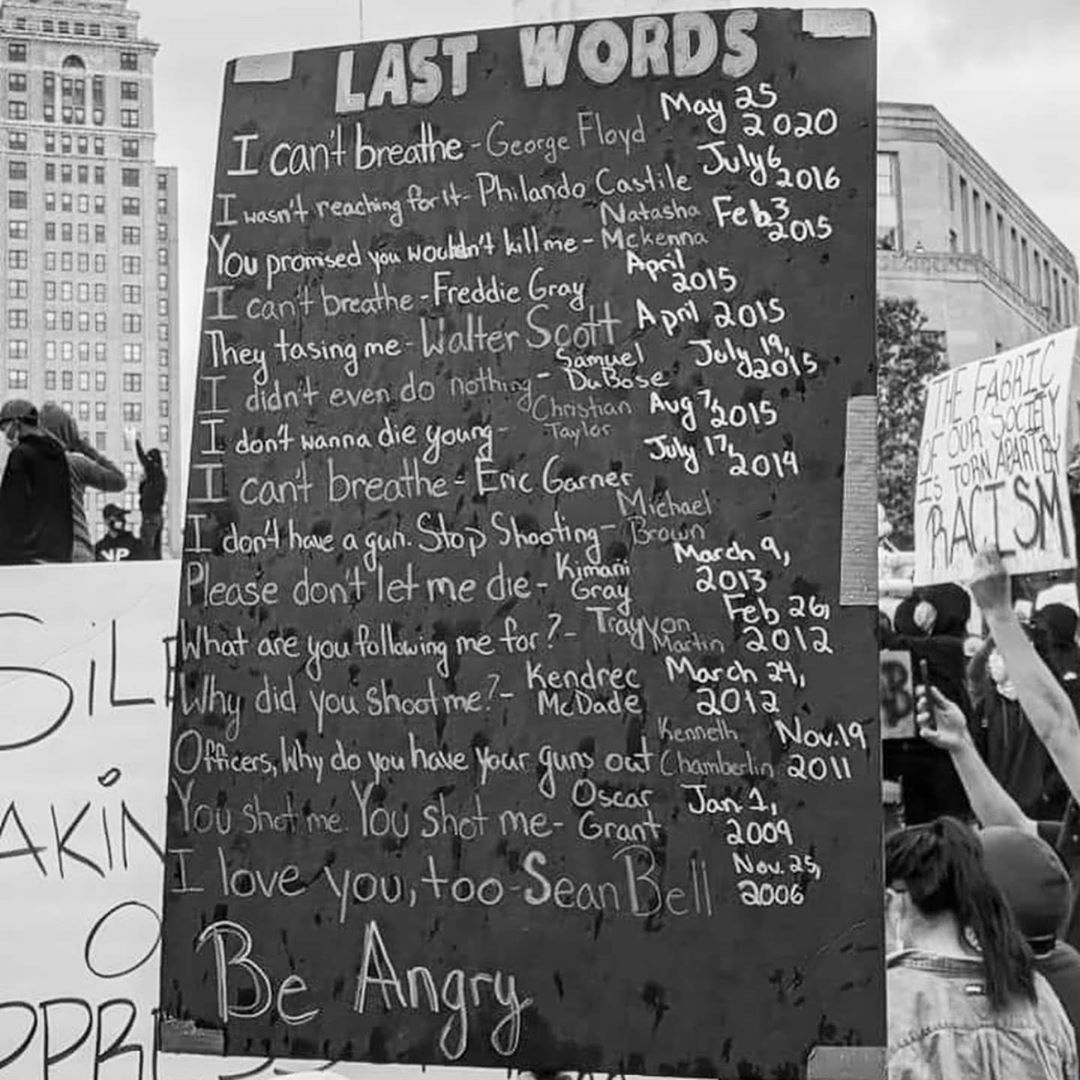 LAST WORDS
I can't breathe - George Floyd May 25 2020
I wasn't reaching for it - Philando Castile July 6 2016
You promised you wouldn't kill me - Natasha Mckenna Feb 3 2015
I can't breathe - Freddie Gray April 2015
They tasing me - Walter Scott April 2015
I didn't even do nothing - Samuel DuBose July 19, 2015
I don't wanna die young - Christian Taylor Aug 7, 2015
I can't breathe - Eric Garner July 17, 2014
I don't have a gun. Stop Shooting - Michael Brown
Please don't let me die - Kimani Gray March 9, 2013
What are you following me for? - Trayvon Martin Feb 26, 2012
Why did you shoot me? - Kendrec McDade March 24, 2012
Officers, Why do you have your guns out Kenneth Chamberlin Nov. 19 2011
You shot me. You shot me - Oscar Grant Jan. 1, 2009
I love you, too - Sean Bell Nov. 25, 2006
Be Angry
THE FABRIC
OF OUR SOCIETY
IS TORN APART BY
RACISM
SIL
AKIN
O
PPRESS